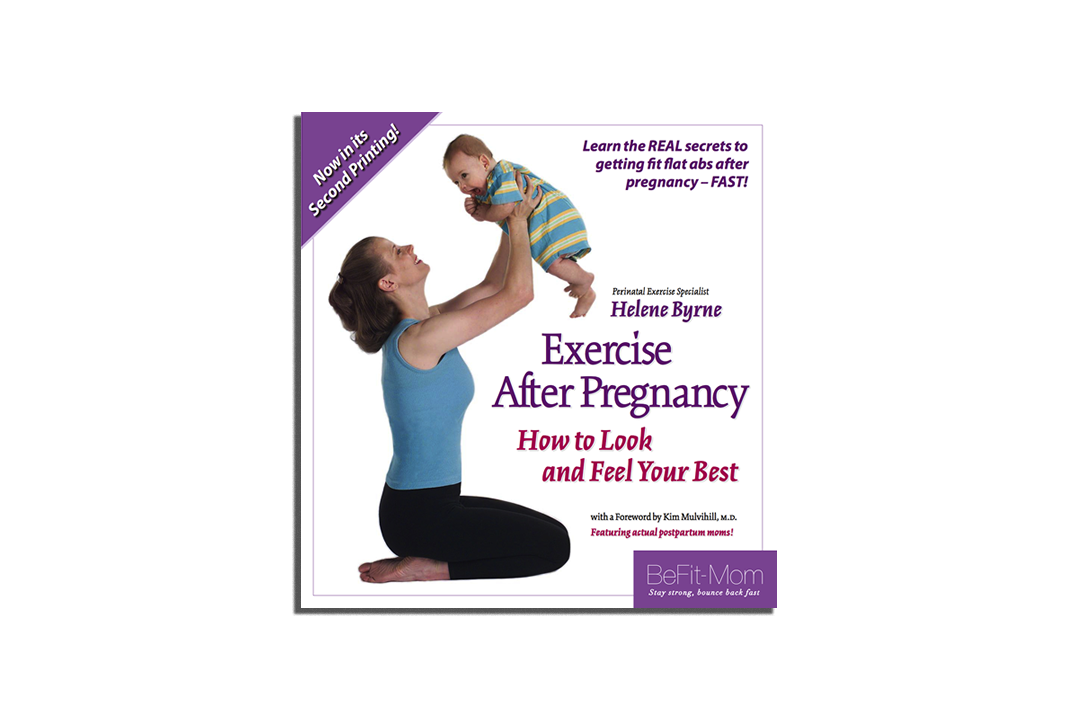 Now in its
Second Printing!
Learn the REAL secrets to
getting fit flat abs after
pregnancy – FAST!
Perinatal Exercise Specialist
Helene Byrne
Exercise
After Pregnancy
How to Look
and Feel Your Best
with a Foreword by Kim Mulvihill, M.D.
Featuring actual postpartum moms!
BeFit-Mom
Stay strong, bounce back fast